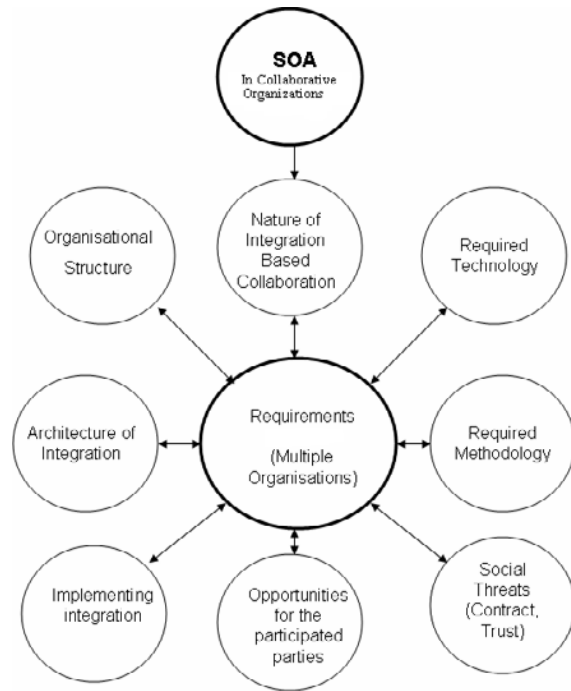 SOA
In Collaborative
Organizations
Organisational
Structure
Nature of
Integration
Based
Collaboration
Required
Technology
Architecture of
Integration
Requirements
(Multiple
Organisations)
Required
Methodology
Implementing
integration
Opportunities
for the
participated
parties
Social
Threats
(Contract,
Trust)